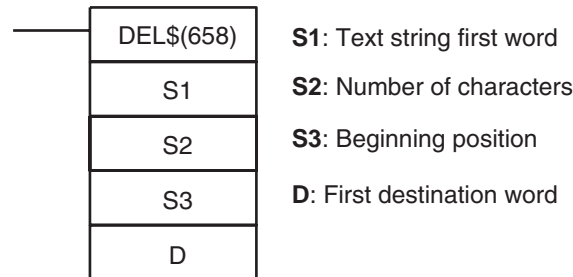 DEL$(658)
S1: Text string first word
S1
S2: Number of characters
S2
S3: Beginning position
S3
D: First destination word
D